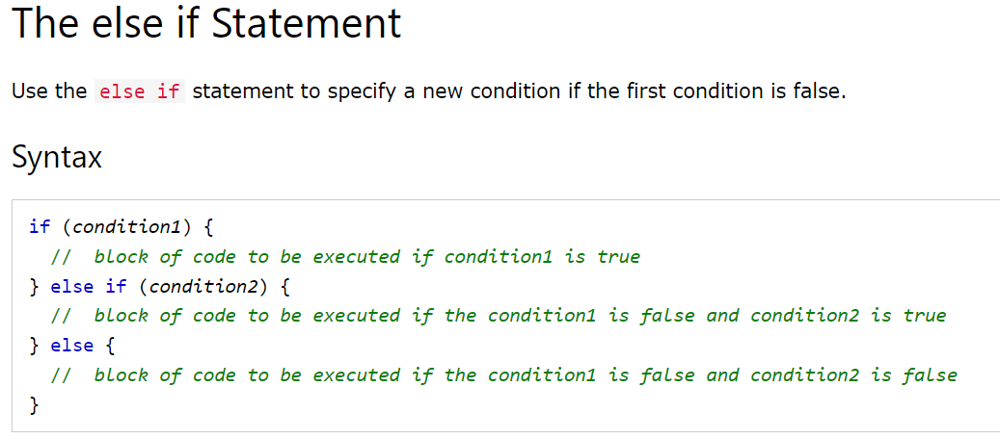 The else if Statement
Use the else if statement to specify a new condition if the first condition is false.
Syntax
if (condition1) {
  //  block of code to be executed if condition1 is true
} else if (condition2) {
  //  block of code to be executed if the condition1 is false and condition2 is true
} else {
  //  block of code to be executed if the condition1 is false and condition2 is false
}